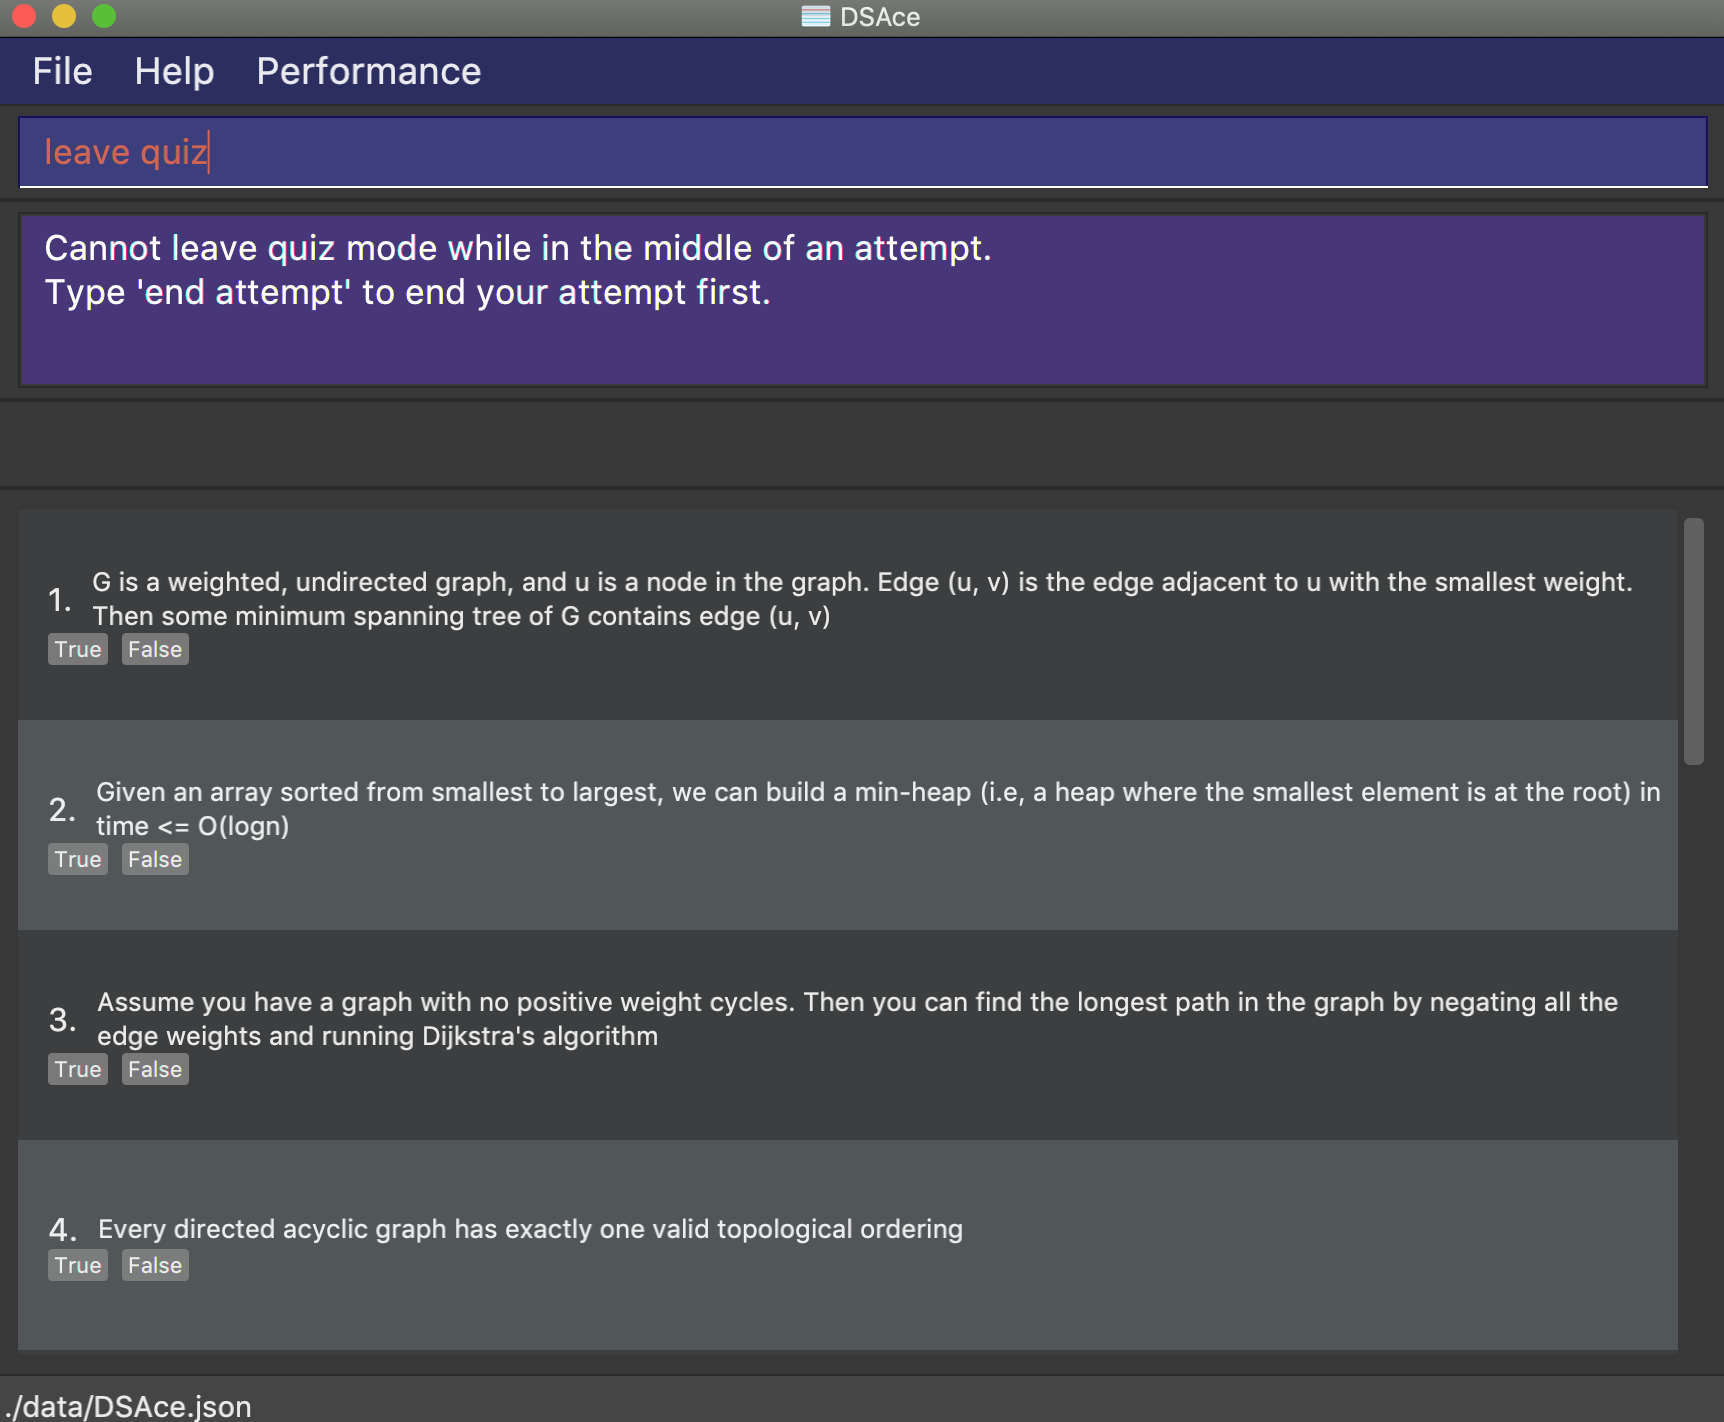 DSAce
File Help Performance
leave quiz
Cannot leave quiz mode while in the middle of an attempt.
Type 'end attempt' to end your attempt first.
1. G is a weighted, undirected graph, and u is a node in the graph. Edge (u, v) is the edge adjacent to u with the smallest weight.
Then some minimum spanning tree of G contains edge (u, v)
True False
2. Given an array sorted from smallest to largest, we can build a min-heap (i.e, a heap where the smallest element is at the root) in
time <= O(logn)
True False
3. Assume you have a graph with no positive weight cycles. Then you can find the longest path in the graph by negating all the
edge weights and running Dijkstra's algorithm
True False
4. Every directed acyclic graph has exactly one valid topological ordering
True False
./data/DSAce.json